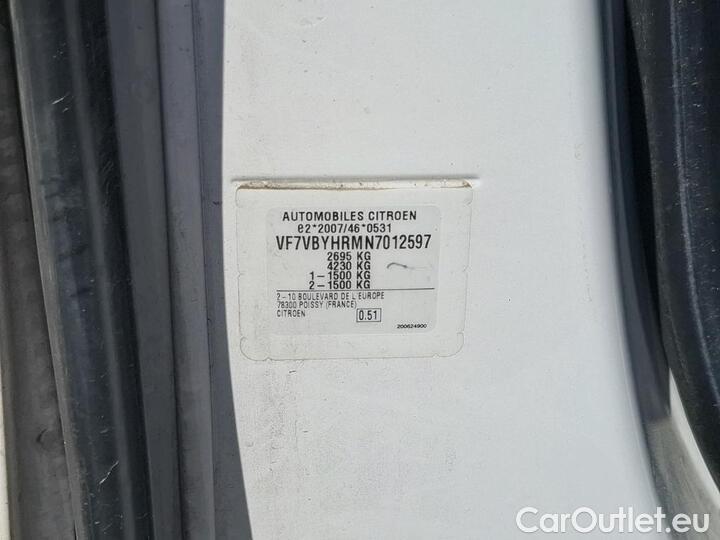 AUTOMOBILES CITROEN
e2*2007/46*0531
VF7VBYHRMN7012597
2695 KG
4230 KG
1-1500 KG
2-1500 KG
2-10 BOULEVARD DE L'EUROPE
78300 POISSY (FRANCE)
CITROEN
0.51
200624900
CarOutlet.eu